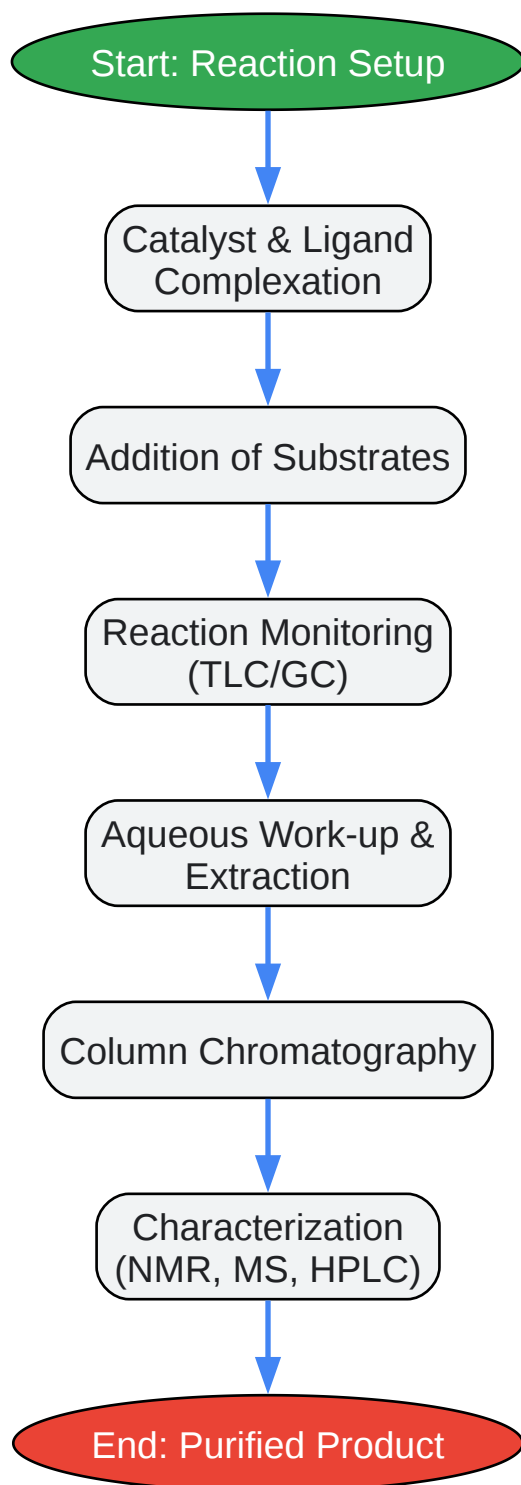 Start: Reaction Setup
Catalyst & Ligand
Complexation
Addition of Substrates
Reaction Monitoring
(TLC/GC)
Aqueous Work-up &
Extraction
Column Chromatography
Characterization
(NMR, MS, HPLC)
End: Purified Product